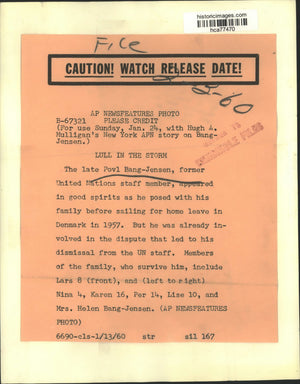 historicimages.com
hca77470
File
CAUTION! WATCH RELEASE DATE!
5-60
AP NEWSFEATURES PHOTO
B-67321 PLEASE CREDIT
(For use Sunday, Jan. 24, with Hugh A.
Mulligan's New York APN story on Bang-
Jensen.)
LULL IN THE STORM
The late Povl Bang-Jensen, former
United Nations staff member, appeared
in good spirits as he posed with his
family before sailing for home leave in
Denmark in 1957. But he was already in-
volved in the dispute that led to his
dismissal from the UN staff. Members
of the family, who survive him, include
Lars 8 (front), and (left to right)
Nina 4, Karen 16, Per 14, Lise 10, and
Mrs. Helen Bang-Jensen. (AP NEWSFEATURES
PHOTO)
6690-cls-1/13/60 str sil 167